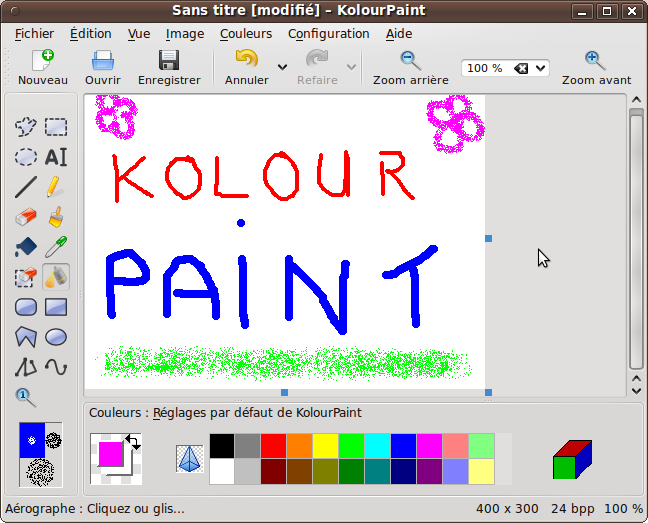 Sans titre [modifié] – KolourPaint
Fichier Édition Vue Image Couleurs Configuration Aide
Nouveau Ouvrir Enregistrer Annuler Refaire Zoom arrière 100 % Zoom avant
KOLOUR
PAiNT
AI
1
Couleurs : Réglages par défaut de KolourPaint
Aérographe : Cliquez ou glis... 400 x 300 24 bpp 100 %